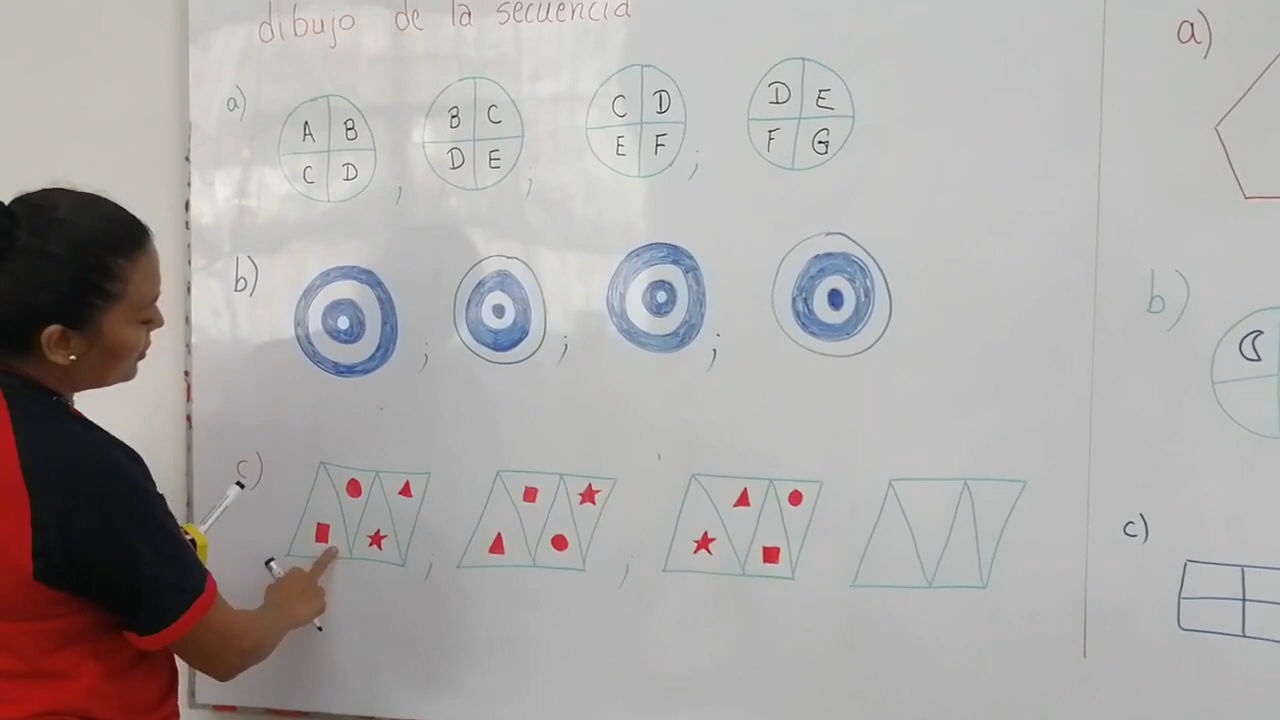 dibujo de la secuencia
a)
A B
C D
,
B C
D E
;
C D
E F
;
D E
F G
b)
;
;
;
c)
,
;
a)
b)
c)